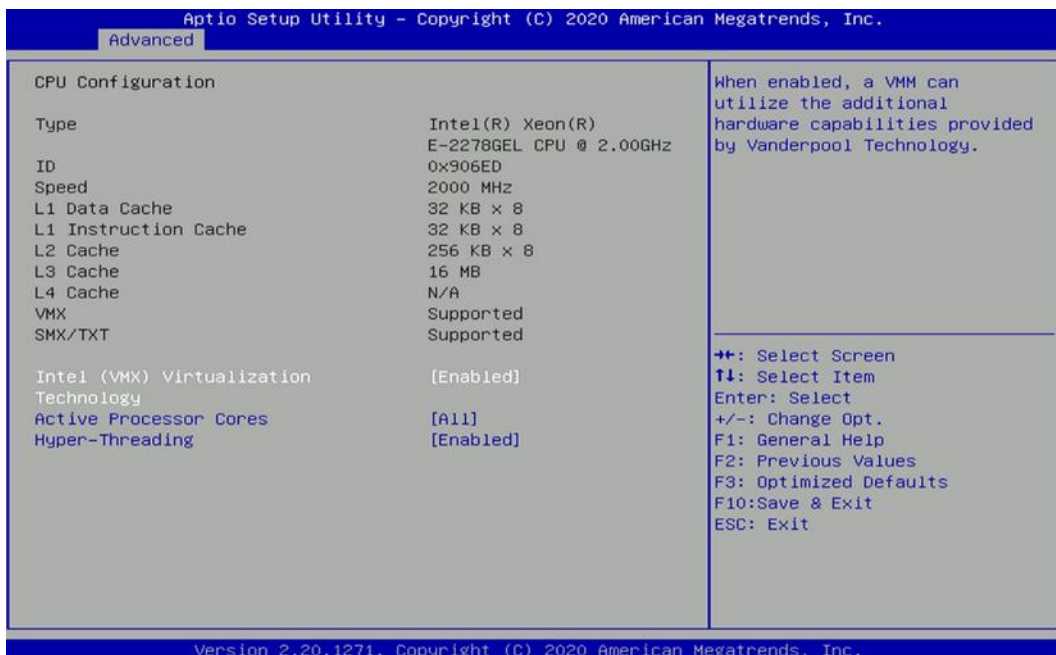 Aptio Setup Utility – Copyright (C) 2020 American Megatrends, Inc.
Advanced
CPU Configuration
Type Intel(R) Xeon(R)
E-2278GEL CPU @ 2.00GHz
ID 0x906ED
Speed 2000 MHz
L1 Data Cache 32 KB x 8
L1 Instruction Cache 32 KB x 8
L2 Cache 256 KB x 8
L3 Cache 16 MB
L4 Cache N/A
VMX Supported
SMX/TXT Supported
Intel (VMX) Virtualization [Enabled]
Technology
Active Processor Cores [All]
Hyper-Threading [Enabled]
When enabled, a VMM can
utilize the additional
hardware capabilities provided
by Vanderpool Technology.
→←: Select Screen
↑↓: Select Item
Enter: Select
+/-: Change Opt.
F1: General Help
F2: Previous Values
F3: Optimized Defaults
F10:Save & Exit
ESC: Exit
Version 2.20.1271. Copyright (C) 2020 American Megatrends, Inc.